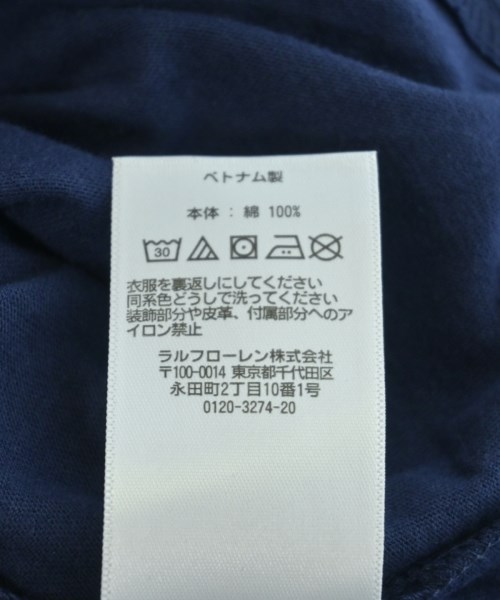 ベトナム製
本体 : 綿 100%
30
衣服を裏返しにしてください
同系色どうしで洗ってください
装飾部分や皮革、付属部分へのア
イロン禁止
ラルフローレン株式会社
〒100-0014 東京都千代田区
永田町2丁目10番1号
0120-3274-20